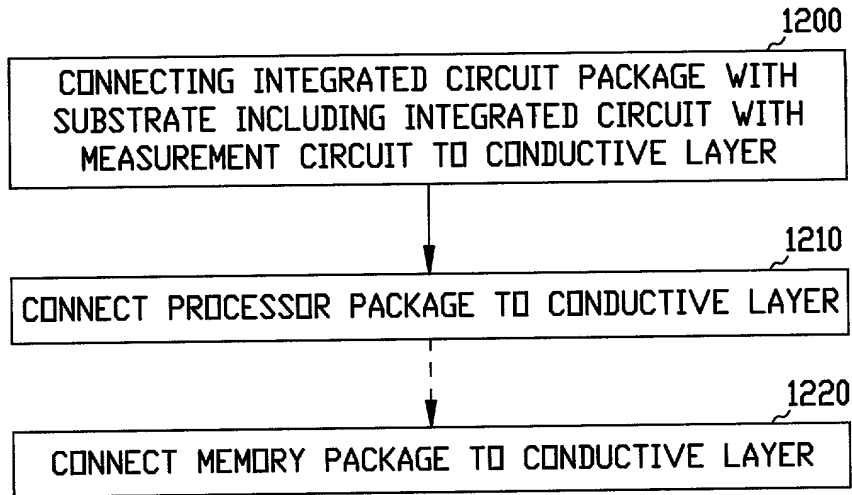 1200
CONNECTING INTEGRATED CIRCUIT PACKAGE WITH
SUBSTRATE INCLUDING INTEGRATED CIRCUIT WITH
MEASUREMENT CIRCUIT TO CONDUCTIVE LAYER
1210
CONNECT PROCESSOR PACKAGE TO CONDUCTIVE LAYER
1220
CONNECT MEMORY PACKAGE TO CONDUCTIVE LAYER